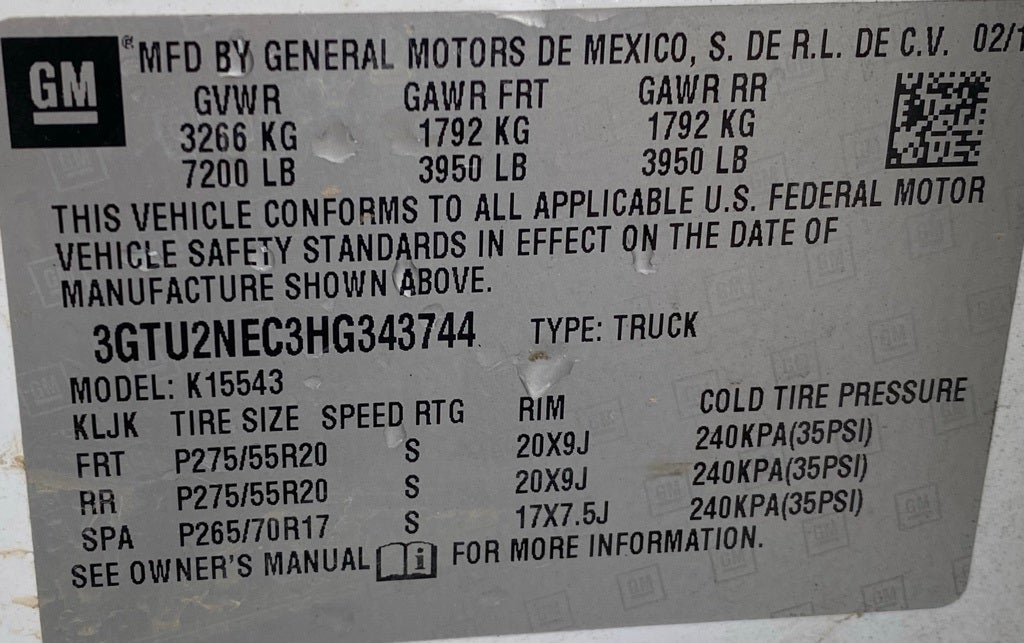 GM ® MFD BY GENERAL MOTORS DE MEXICO, S. DE R.L. DE C.V. 02/1
GVWR GAWR FRT GAWR RR
3266 KG 1792 KG 1792 KG
7200 LB 3950 LB 3950 LB
THIS VEHICLE CONFORMS TO ALL APPLICABLE U.S. FEDERAL MOTOR
VEHICLE SAFETY STANDARDS IN EFFECT ON THE DATE OF
MANUFACTURE SHOWN ABOVE.
3GTU2NEC3HG343744 TYPE: TRUCK
MODEL: K15543
KLJK TIRE SIZE SPEED RTG RIM COLD TIRE PRESSURE
FRT P275/55R20 S 20X9J 240KPA(35PSI)
RR P275/55R20 S 20X9J 240KPA(35PSI)
SPA P265/70R17 S 17X7.5J 240KPA(35PSI)
SEE OWNER'S MANUAL i FOR MORE INFORMATION.